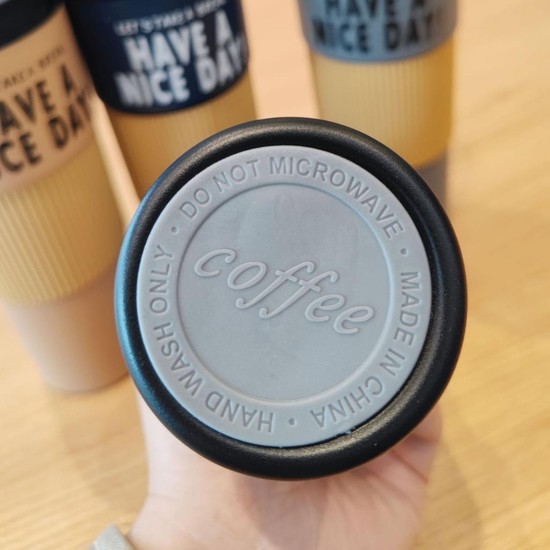 HAVE A
NICE DAY!
HAVE A
NICE DAY!
HAVE A
NICE DAY!
DO NOT MICROWAVE • MADE IN CHINA • HAND WASH ONLY •
coffee